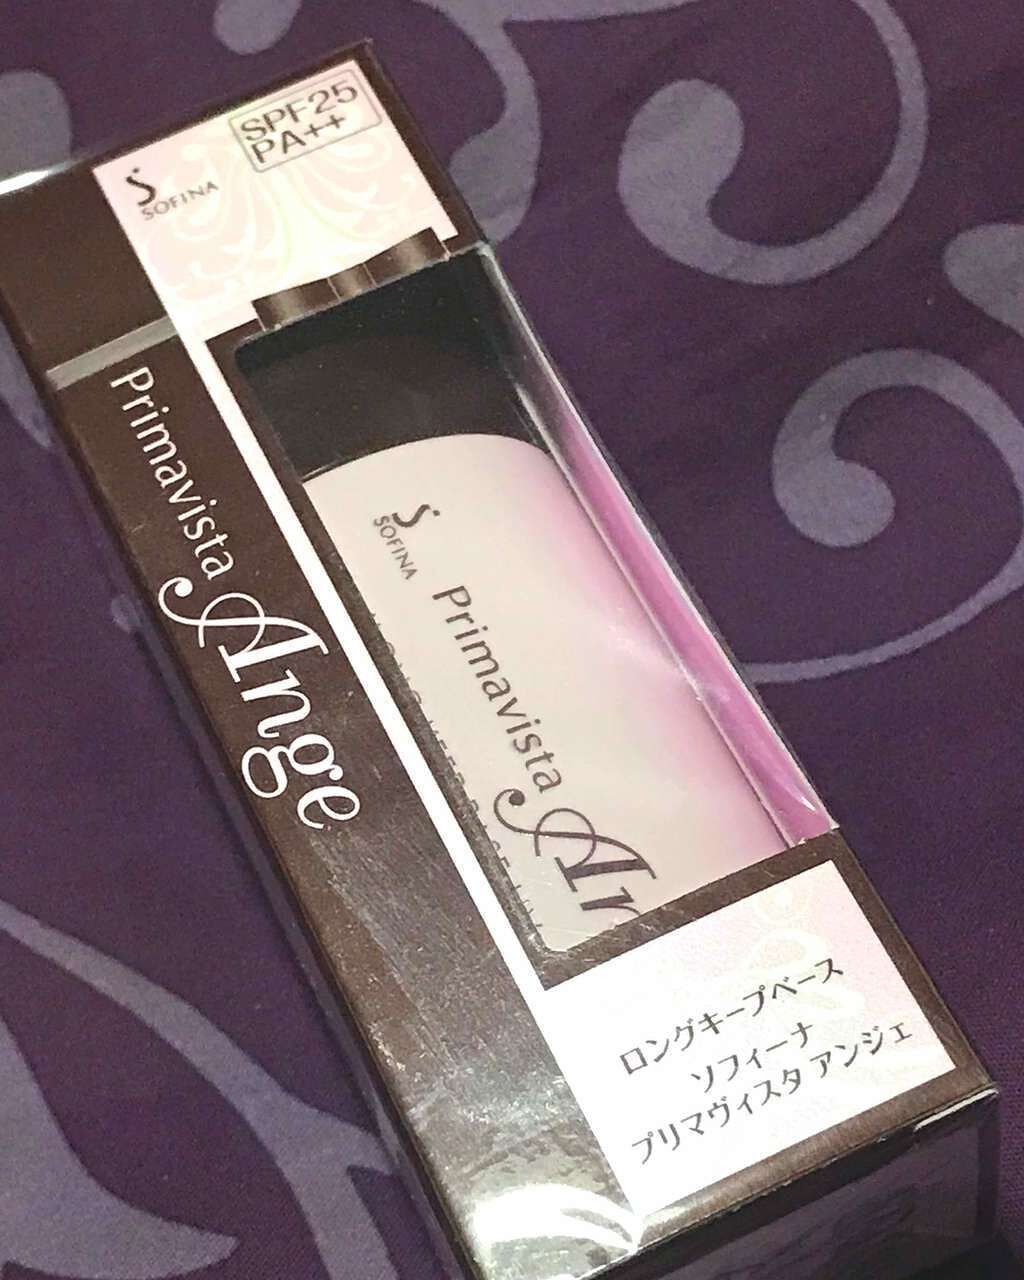 SPF25
PA++
SOFINA
Primavista
Ange
SOFINA
Primavista
An
ロングキープベース
ソフィーナ
プリマヴィスタ アンジェ